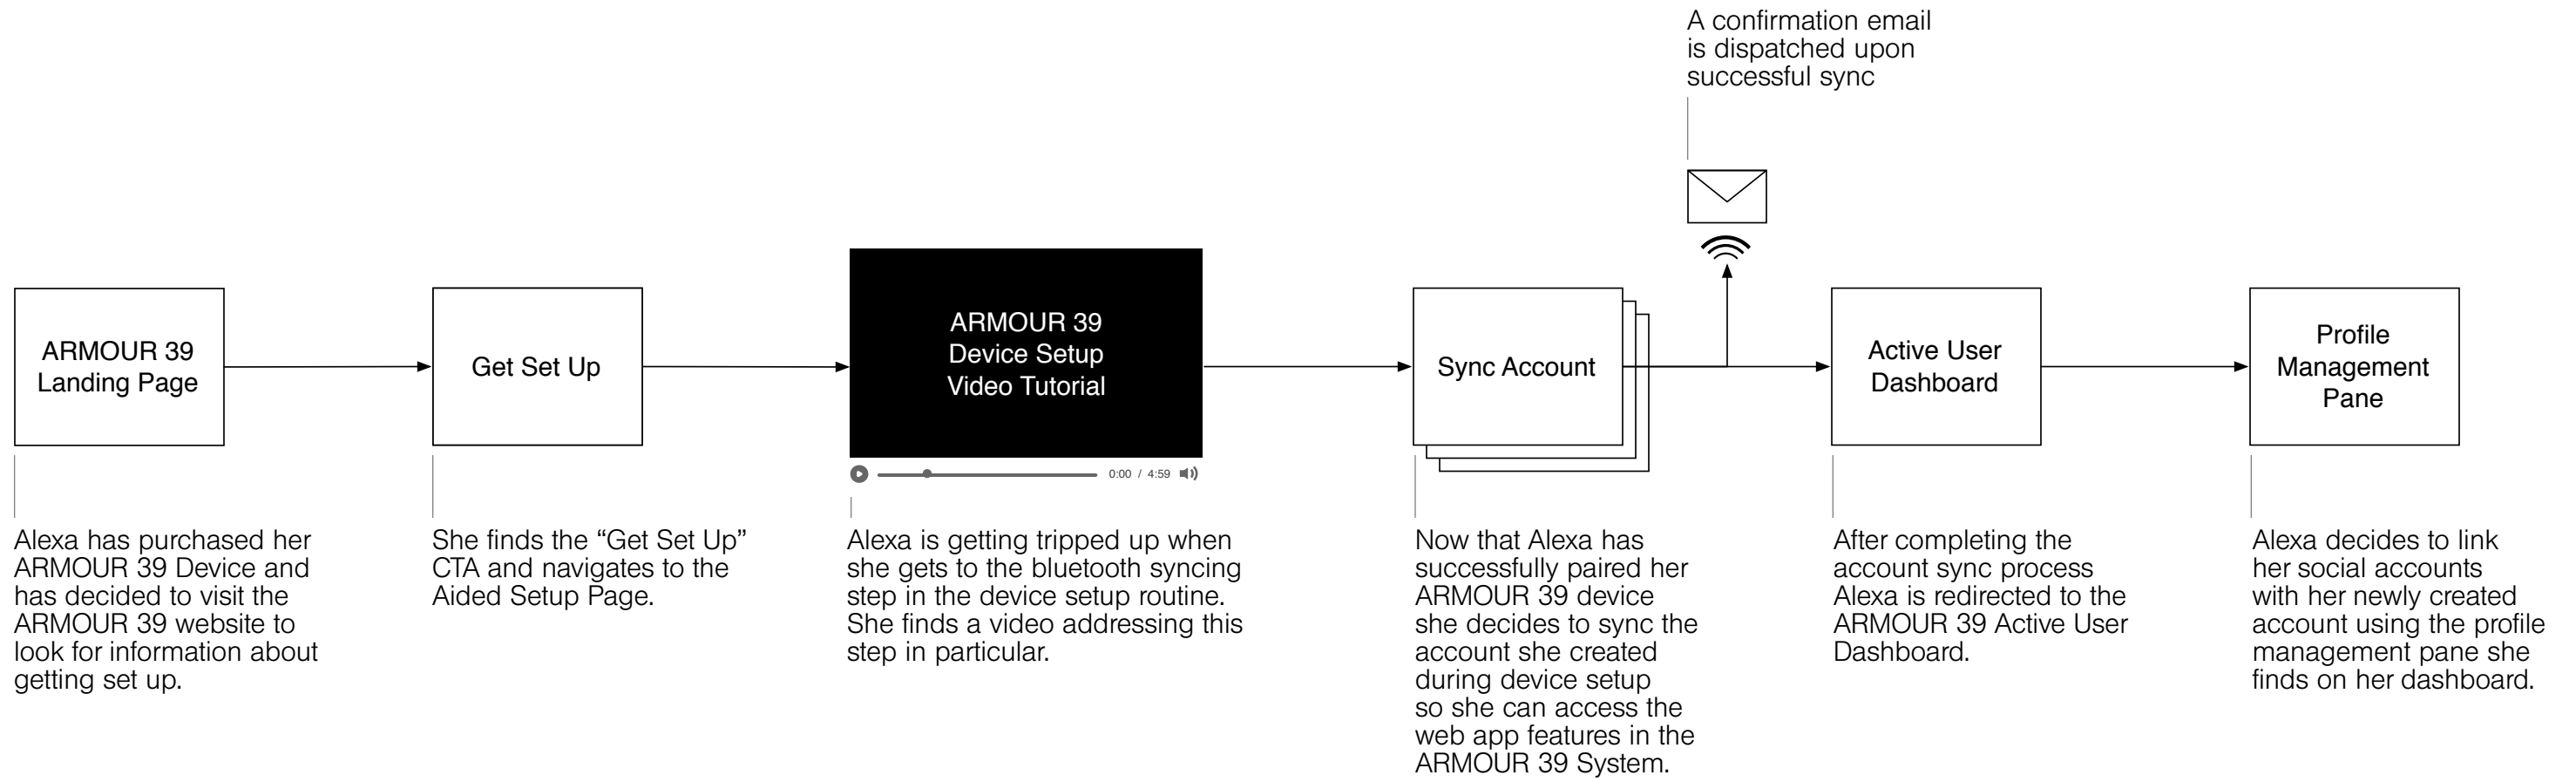 A confirmation email
is dispatched upon
successful sync
ARMOUR 39
Landing Page
Get Set Up
ARMOUR 39
Device Setup
Video Tutorial
0:00 / 4:59
Sync Account
Active User
Dashboard
Profile
Management
Pane
Alexa has purchased her
ARMOUR 39 Device and
has decided to visit the
ARMOUR 39 website to
look for information about
getting set up.
She finds the “Get Set Up”
CTA and navigates to the
Aided Setup Page.
Alexa is getting tripped up when
she gets to the bluetooth syncing
step in the device setup routine.
She finds a video addressing this
step in particular.
Now that Alexa has
successfully paired her
ARMOUR 39 device
she decides to sync the
account she created
during device setup
so she can access the
web app features in the
ARMOUR 39 System.
After completing the
account sync process
Alexa is redirected to the
ARMOUR 39 Active User
Dashboard.
Alexa decides to link
her social accounts
with her newly created
account using the profile
management pane she
finds on her dashboard.